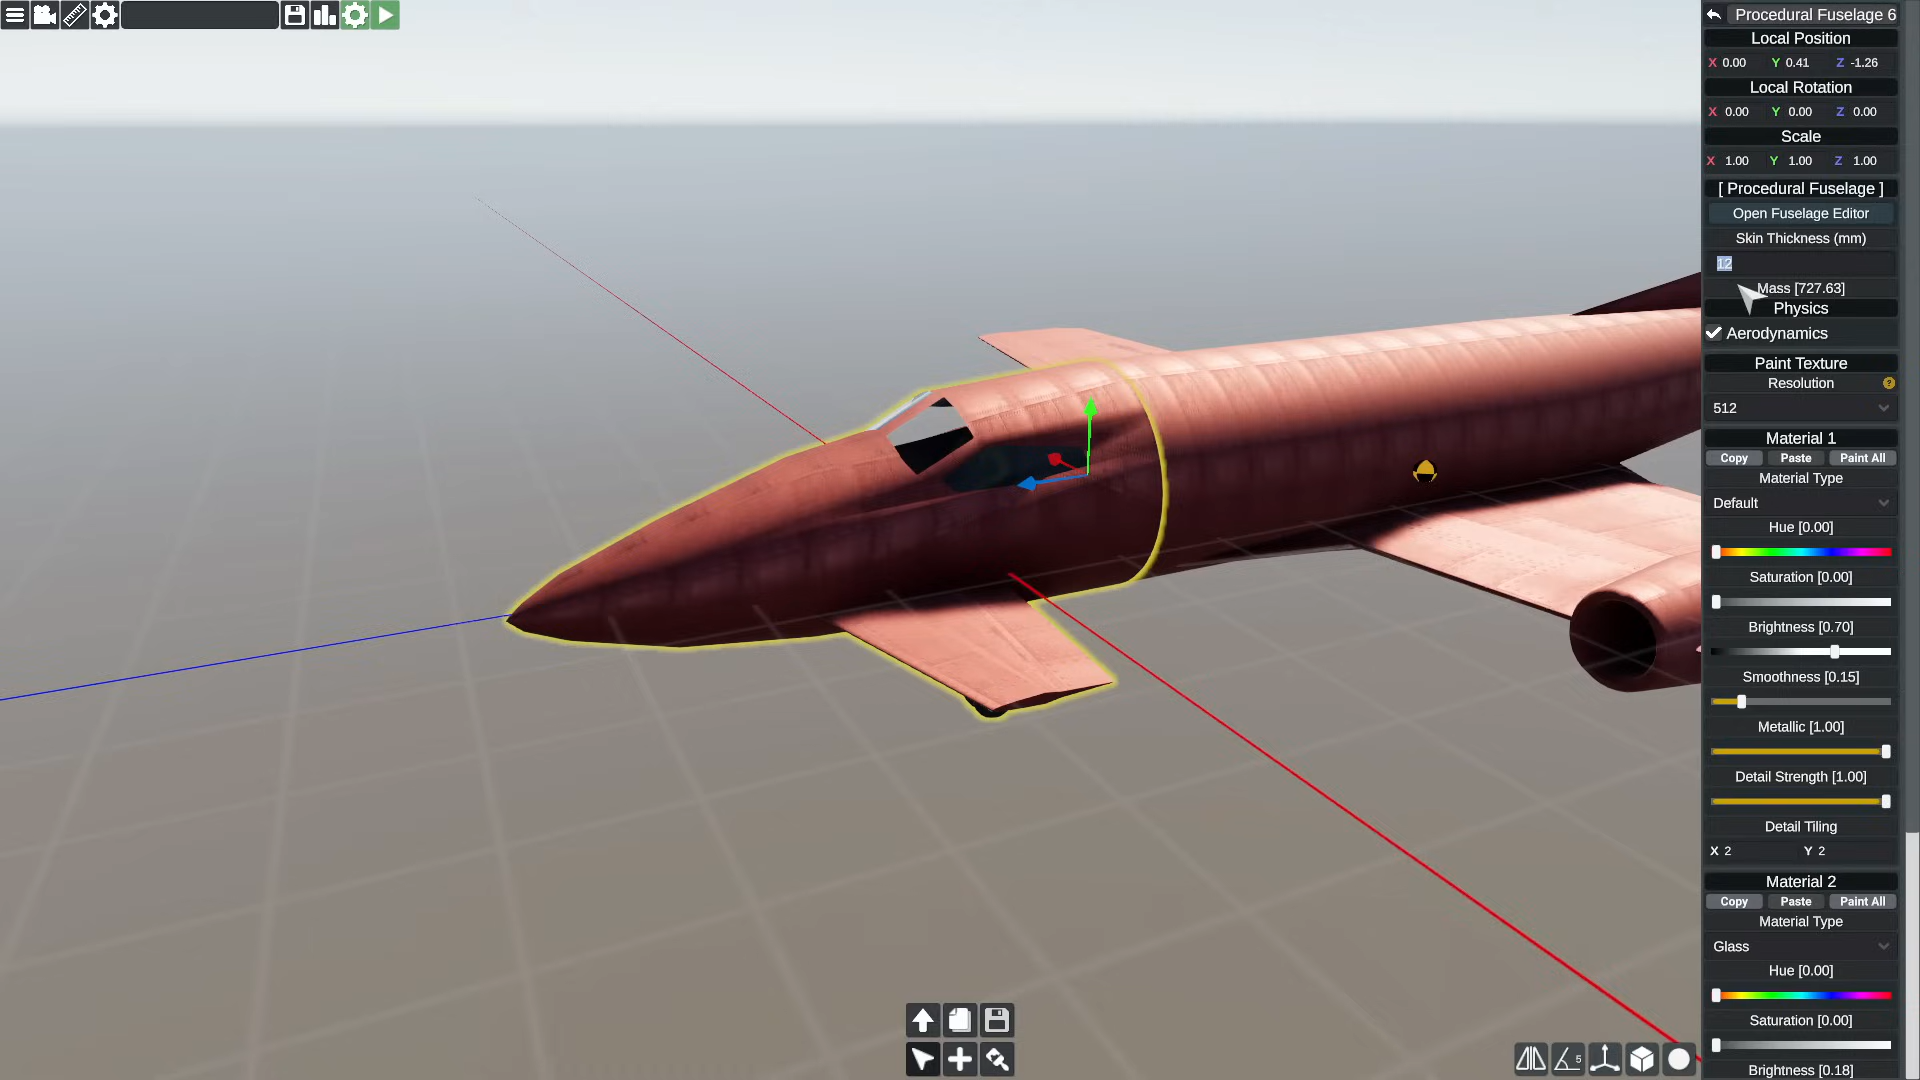 Procedural Fuselage 6
Local Position
X 0.00 Y 0.41 Z -1.26
Local Rotation
X 0.00 Y 0.00 Z 0.00
Scale
X 1.00 Y 1.00 Z 1.00
[ Procedural Fuselage ]
Open Fuselage Editor
Skin Thickness (mm)
12
Mass [727.63]
Physics
Aerodynamics
Paint Texture
Resolution
?
512
Material 1
Copy Paste Paint All
Material Type
Default
Hue [0.00]
Saturation [0.00]
Brightness [0.70]
Smoothness [0.15]
Metallic [1.00]
Detail Strength [1.00]
Detail Tiling
X 2 Y 2
Material 2
Copy Paste Paint All
Material Type
Glass
Hue [0.00]
Saturation [0.00]
Brightness [0.18]
5